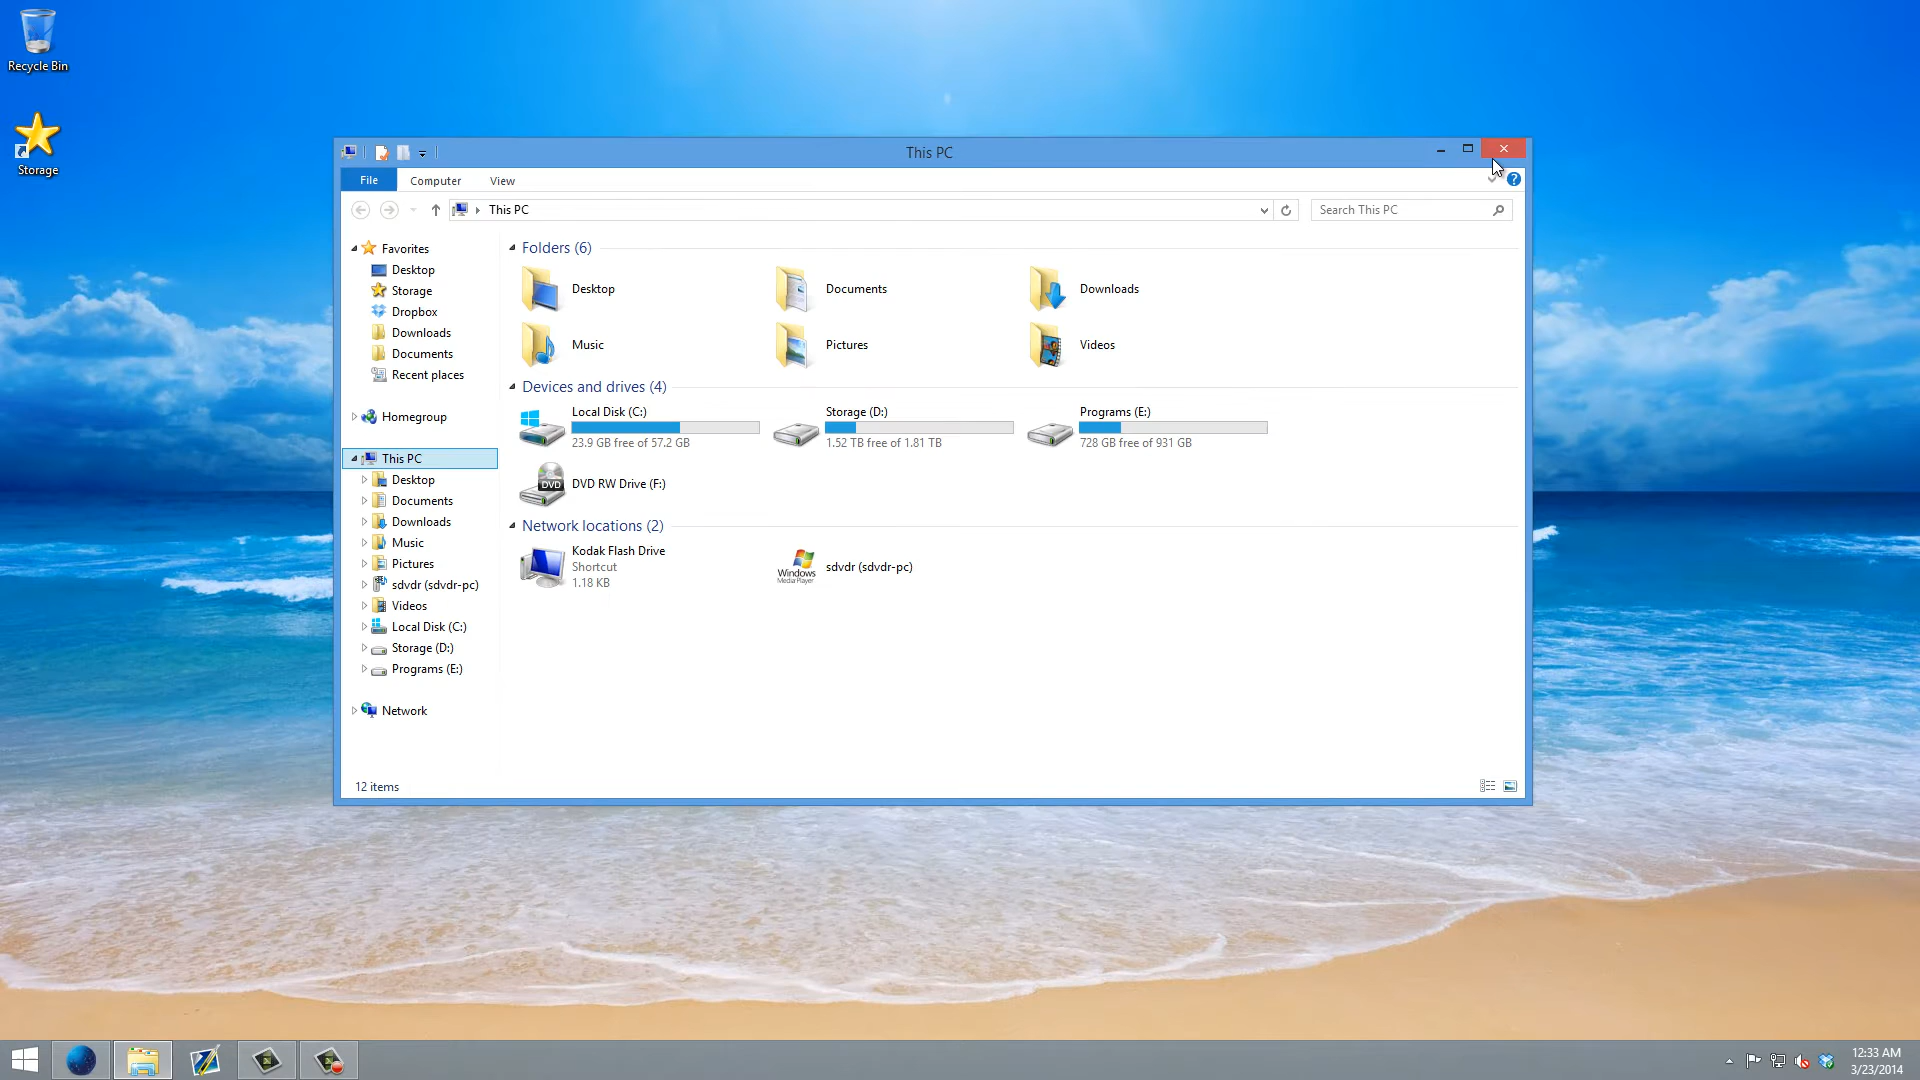 Recycle Bin
Storage
This PC
File
Computer
View
This PC
Search This PC
Favorites
Desktop
Storage
Dropbox
Downloads
Documents
Recent places
Homegroup
This PC
Desktop
Documents
Downloads
Music
Pictures
sdvdr (sdvdr-pc)
Videos
Local Disk (C:)
Storage (D:)
Programs (E:)
Network
Folders (6)
Desktop
Documents
Downloads
Music
Pictures
Videos
Devices and drives (4)
Local Disk (C:)
23.9 GB free of 57.2 GB
Storage (D:)
1.52 TB free of 1.81 TB
Programs (E:)
728 GB free of 931 GB
DVD
DVD RW Drive (F:)
Network locations (2)
Kodak Flash Drive
Shortcut
1.18 KB
Windows
Media Player
sdvdr (sdvdr-pc)
12 items
12:33 AM
3/23/2014